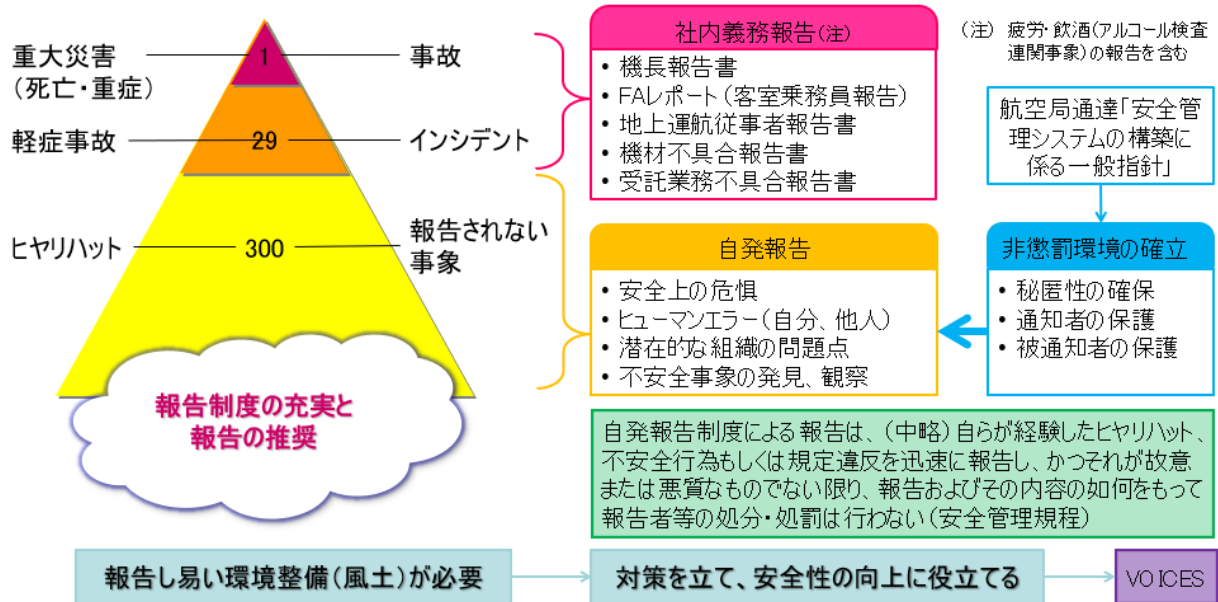 重大災害
(死亡・重症)
1
事故
軽症事故
29
インシデント
ヒヤリハット
300
報告されない
事象
報告制度の充実と
報告の推奨
社内義務報告(注)
• 機長報告書
• FAレポート(客室乗務員報告)
• 地上運航従事者報告書
• 機材不具合報告書
• 受託業務不具合報告書
(注) 疲労・飲酒(アルコール検査
連関事象)の報告を含む
航空局通達「安全管
理システムの構築に
係る一般指針」
自発報告
• 安全上の危惧
• ヒューマンエラー(自分、他人)
• 潜在的な組織の問題点
• 不安全事象の発見、観察
非懲罰環境の確立
• 秘匿性の確保
• 通知者の保護
• 被通知者の保護
自発報告制度による報告は、(中略)自らが経験したヒヤリハット、
不安全行為もしくは規定違反を迅速に報告し、かつそれが故意
または悪質なものでない限り、報告およびその内容の如何をもって
報告者等の処分・処罰は行わない(安全管理規程)
報告し易い環境整備(風土)が必要
対策を立て、安全性の向上に役立てる
VOICES